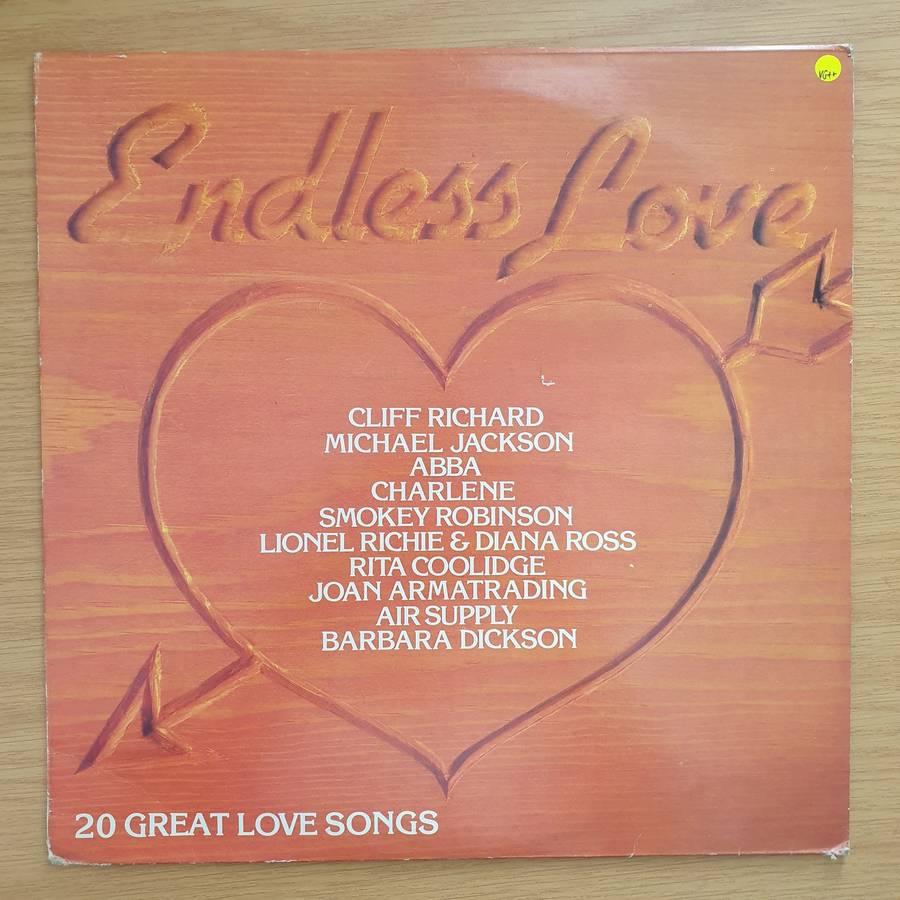 VG++
Endless Love
CLIFF RICHARD
MICHAEL JACKSON
ABBA
CHARLENE
SMOKEY ROBINSON
LIONEL RICHIE & DIANA ROSS
RITA COOLIDGE
JOAN ARMATRADING
AIR SUPPLY
BARBARA DICKSON
20 GREAT LOVE SONGS